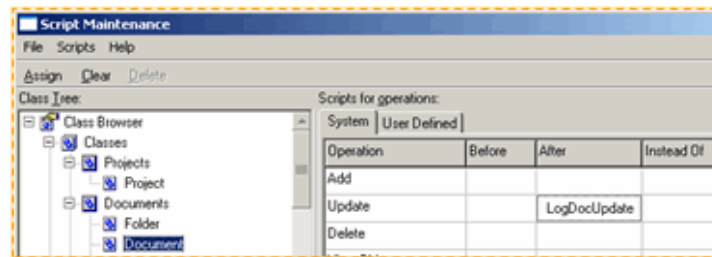 Script Maintenance
File Scripts Help
Assign Clear Delete
Class Tree:
Scripts for operations:
Class Browser
Classes
Projects
Project
Documents
Folder
Document
System User Defined
Operation Before After Instead Of
Add
Update LogDocUpdate
Delete